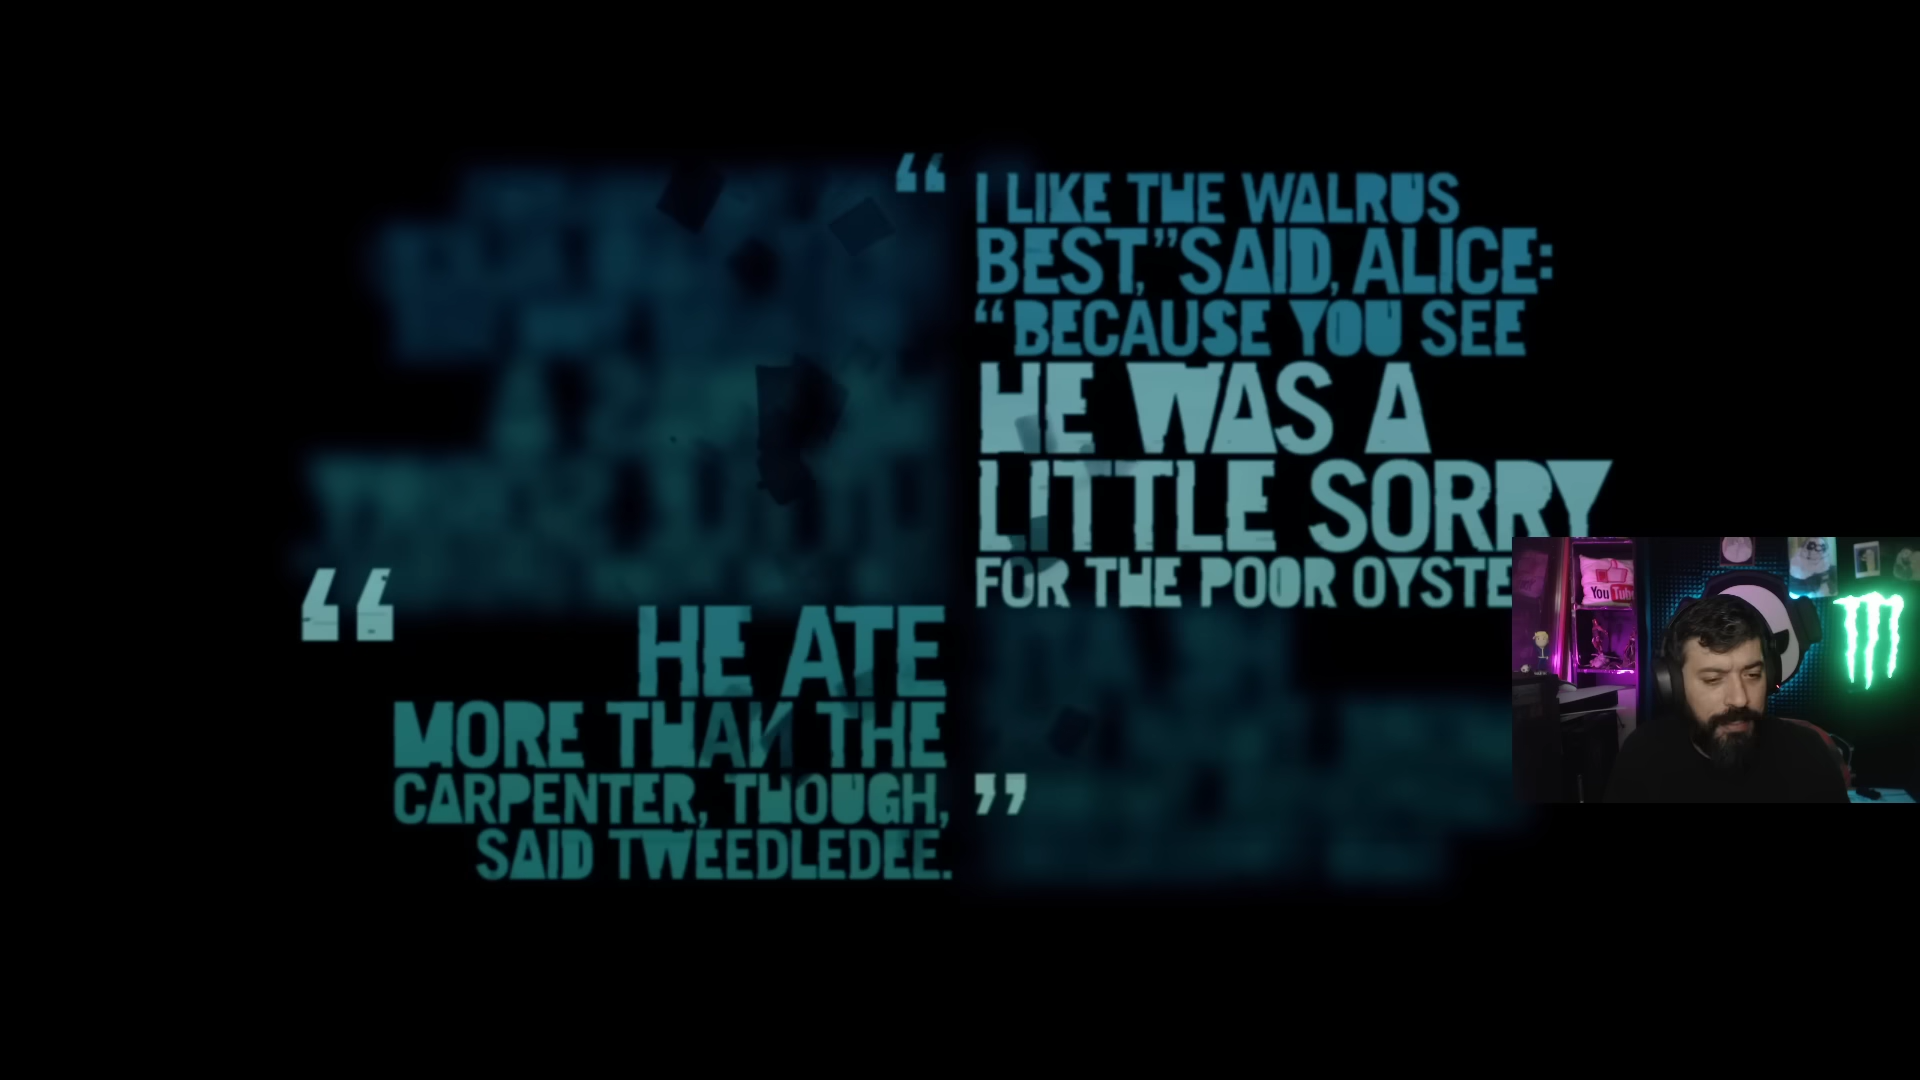 “ I LIKE THE WALRUS
BEST,”SAID, ALICE:
“BECAUSE YOU SEE
HE WAS A
LITTLE SORRY
FOR THE POOR OYSTE
“ HE ATE
MORE THAN THE
CARPENTER, THOUGH,
SAID TWEEDLEDEE. ”
You Tube